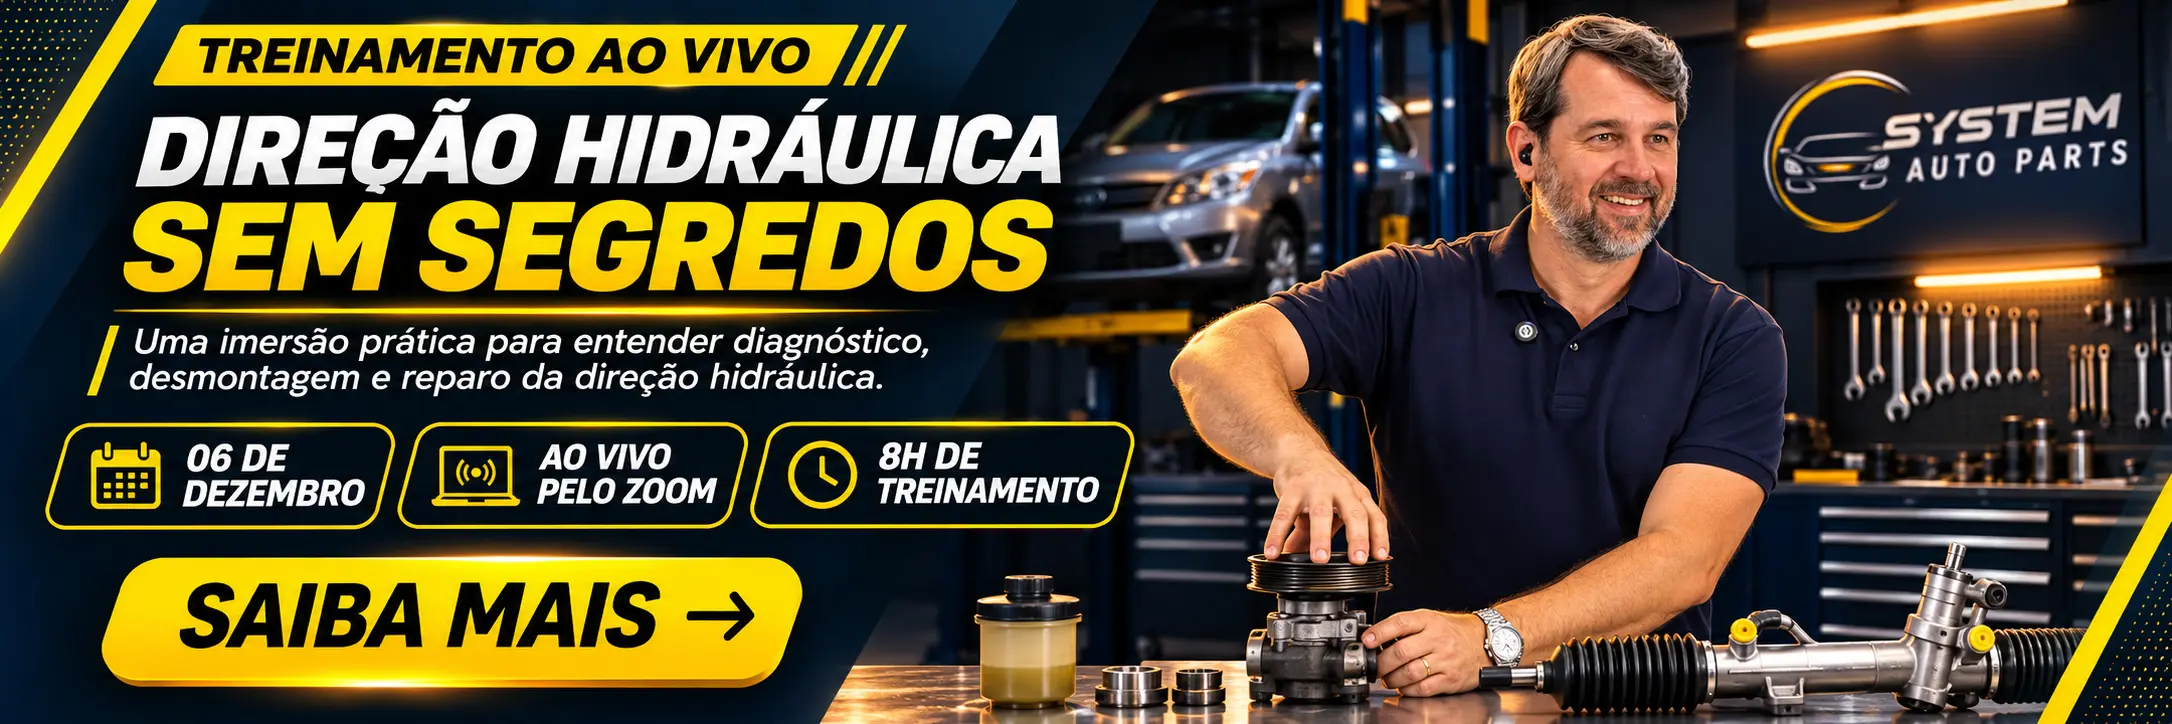 TREINAMENTO AO VIVO
DIREÇÃO HIDRÁULICA
SEM SEGREDOS
Uma imersão prática para entender diagnóstico,
desmontagem e reparo da direção hidráulica.
06 DE
DEZEMBRO
AO VIVO
PELO ZOOM
8H DE
TREINAMENTO
SAIBA MAIS
SYSTEM
AUTO PARTS